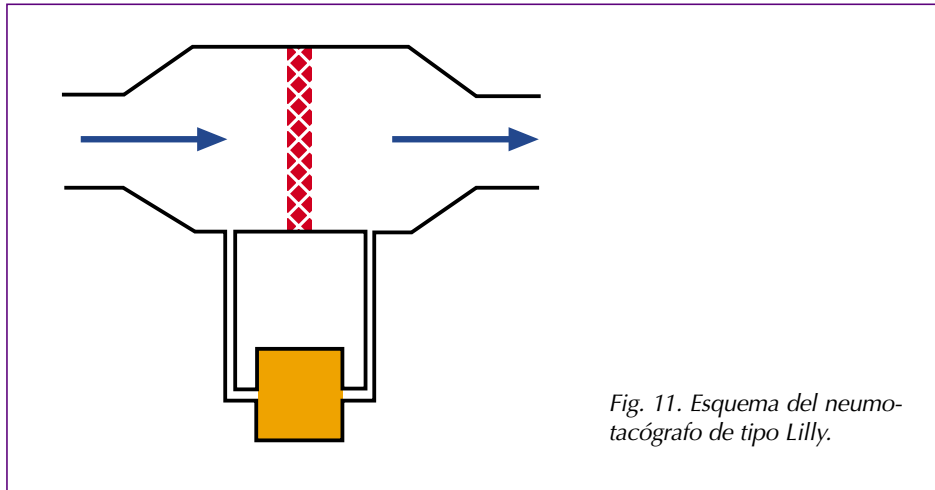 Fig. 11. Esquema del neumo-
tacógrafo de tipo Lilly.